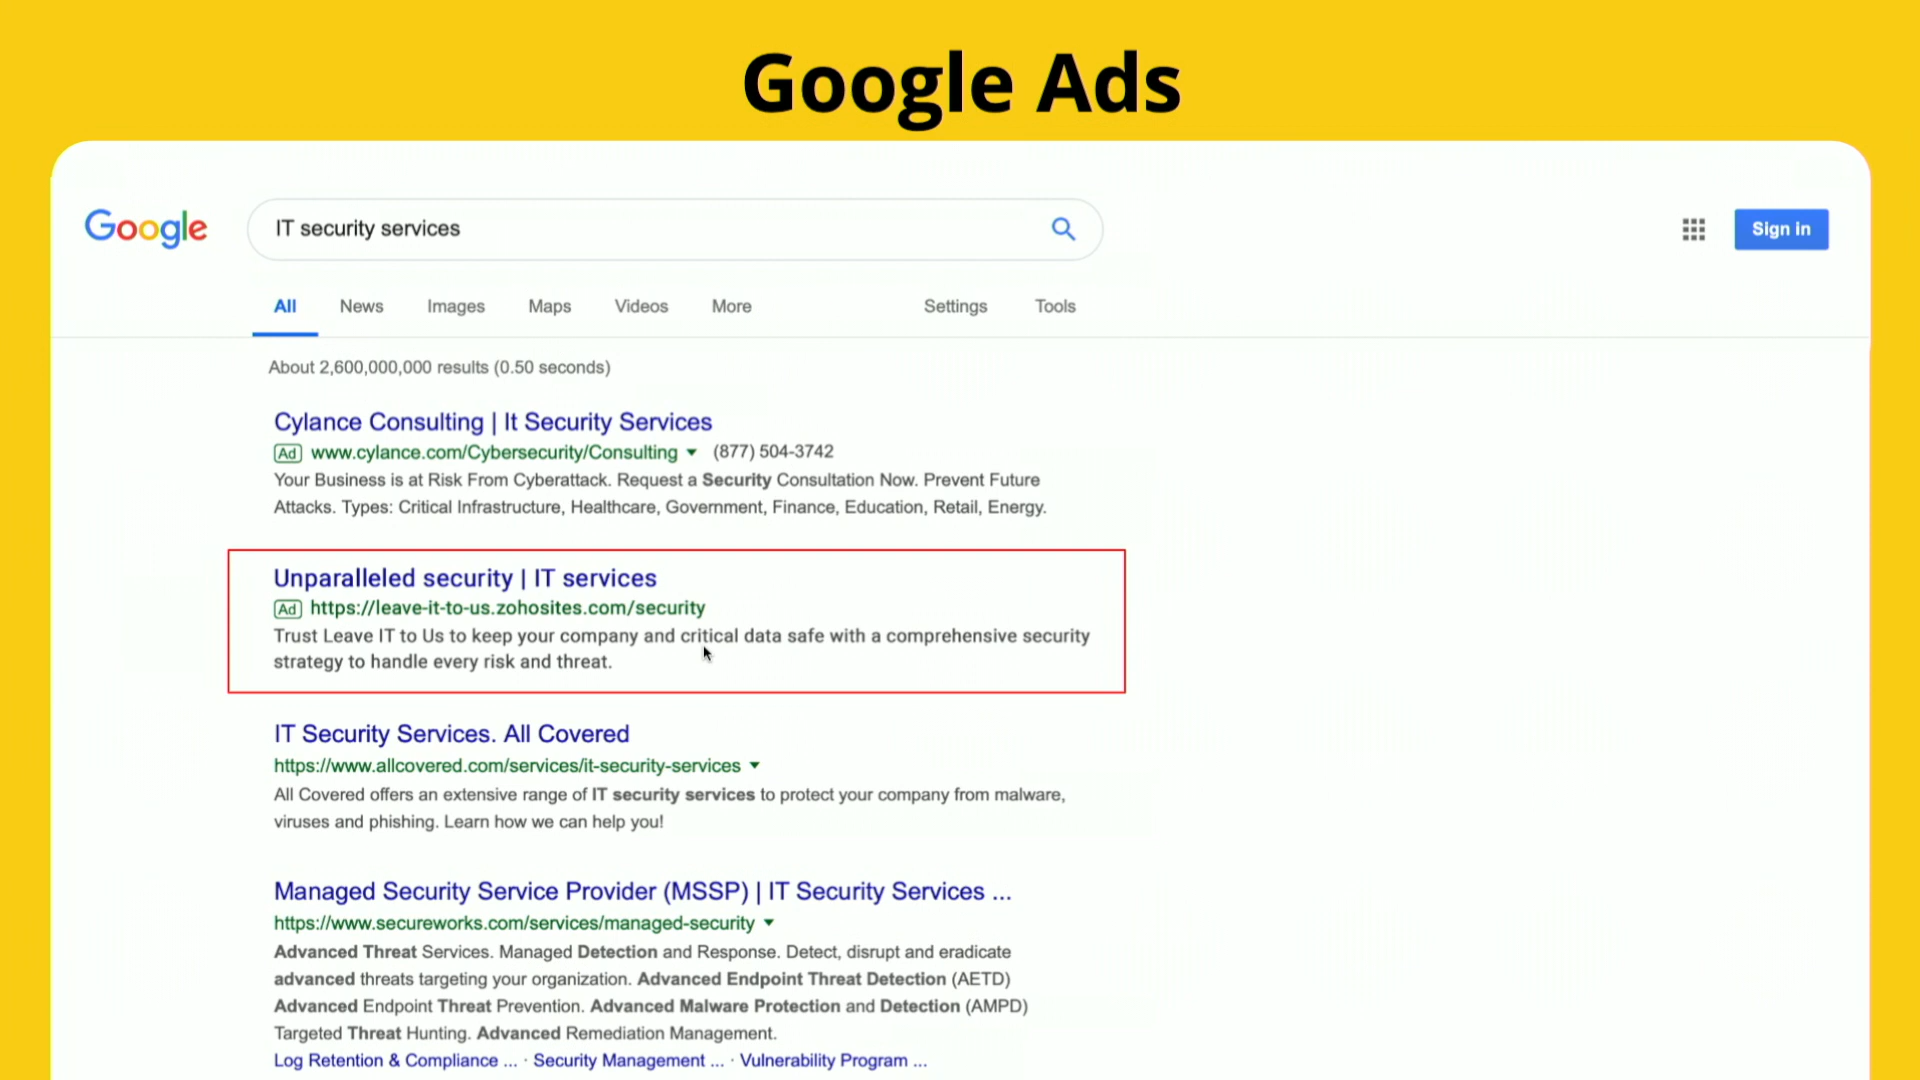 Google Ads
Google
IT security services
Sign in
All News Images Maps Videos More Settings Tools
About 2,600,000,000 results (0.50 seconds)
Cylance Consulting | It Security Services
Ad www.cylance.com/Cybersecurity/Consulting (877) 504-3742
Your Business is at Risk From Cyberattack. Request a Security Consultation Now. Prevent Future
Attacks. Types: Critical Infrastructure, Healthcare, Government, Finance, Education, Retail, Energy.
Unparalleled security | IT services
Ad https://leave-it-to-us.zohosites.com/security
Trust Leave IT to Us to keep your company and critical data safe with a comprehensive security
strategy to handle every risk and threat.
IT Security Services. All Covered
https://www.allcovered.com/services/it-security-services
All Covered offers an extensive range of IT security services to protect your company from malware,
viruses and phishing. Learn how we can help you!
Managed Security Service Provider (MSSP) | IT Security Services ...
https://www.secureworks.com/services/managed-security
Advanced Threat Services. Managed Detection and Response. Detect, disrupt and eradicate
advanced threats targeting your organization. Advanced Endpoint Threat Detection (AETD)
Advanced Endpoint Threat Prevention. Advanced Malware Protection and Detection (AMPD)
Targeted Threat Hunting. Advanced Remediation Management.
Log Retention & Compliance ... · Security Management ... · Vulnerability Program ...